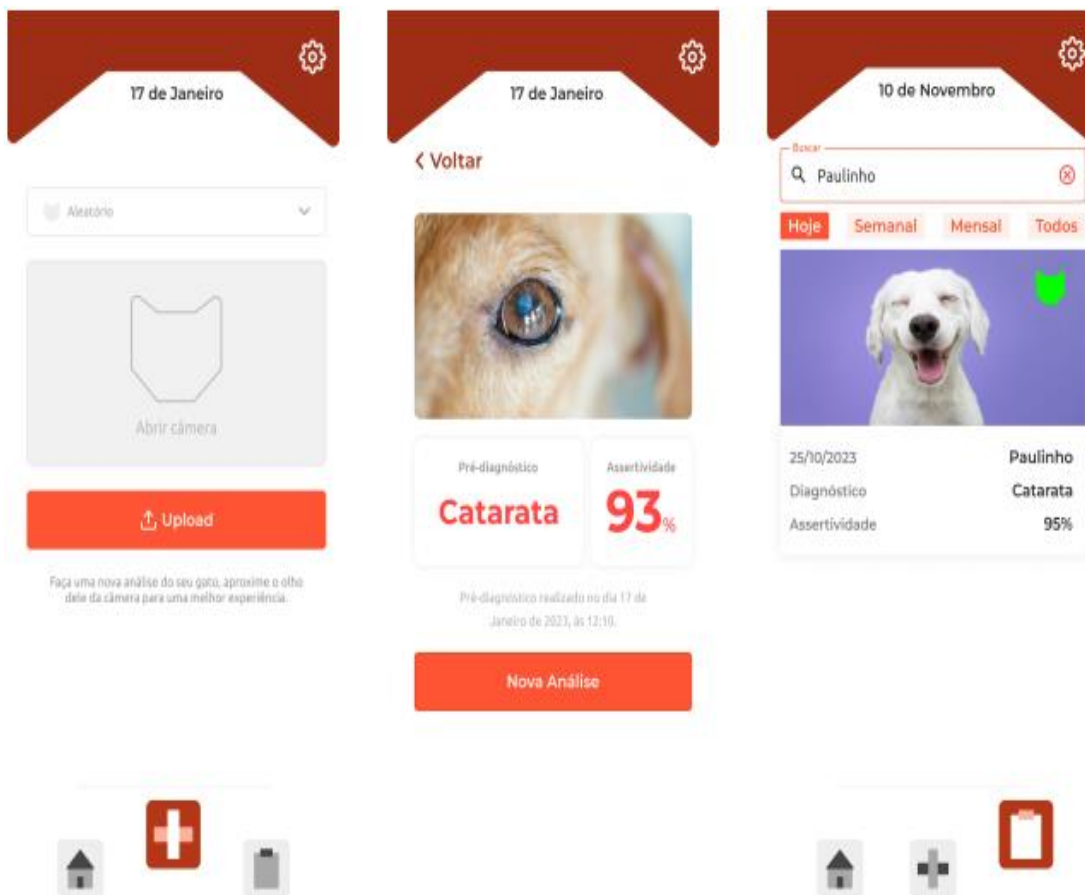 17 de Janeiro
Aleatório
Abrir câmera
Upload
Faça uma nova análise do seu gato, aproxime o olho
dele da câmera para uma melhor experiência.
17 de Janeiro
Voltar
Pré-diagnóstico
Catarata
Assertividade
93%
Pré-diagnóstico realizado no dia 17 de
Janeiro de 2023, às 12:10.
Nova Análise
10 de Novembro
Buscar
Paulinho
Hoje Semanal Mensal Todos
25/10/2023 Paulinho
Diagnóstico Catarata
Assertividade 95%